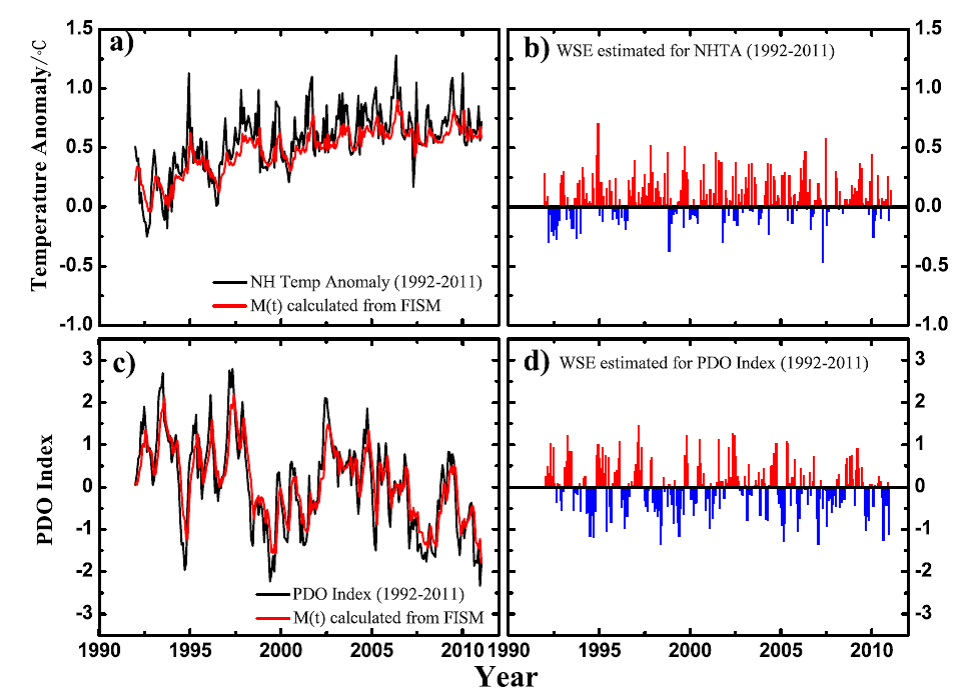 1.5
1.0
0.5
0.0
-0.5
-1.0
Temperature Anomaly/°C
a)
NH Temp Anomaly (1992-2011)
M(t) calculated from FISM
b) WSE estimated for NHTA (1992-2011)
1.5
1.0
0.5
0.0
-0.5
-1.0
3
2
1
0
-1
-2
-3
PDO Index
c)
PDO Index (1992-2011)
M(t) calculated from FISM
d) WSE estimated for PDO Index (1992-2011)
3
2
1
0
-1
-2
-3
1990 1995 2000 2005 2010 1990 1995 2000 2005 2010
Year